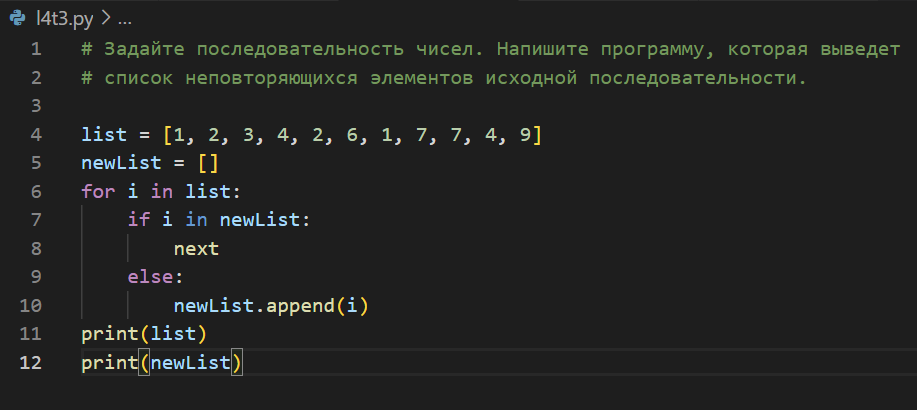 l4t3.py > ...
1 # Задайте последовательность чисел. Напишите программу, которая выведет
2 # список неповторяющихся элементов исходной последовательности.
3
4 list = [1, 2, 3, 4, 2, 6, 1, 7, 7, 4, 9]
5 newList = []
6 for i in list:
7     if i in newList:
8         next
9     else:
10         newList.append(i)
11 print(list)
12 print(newList)